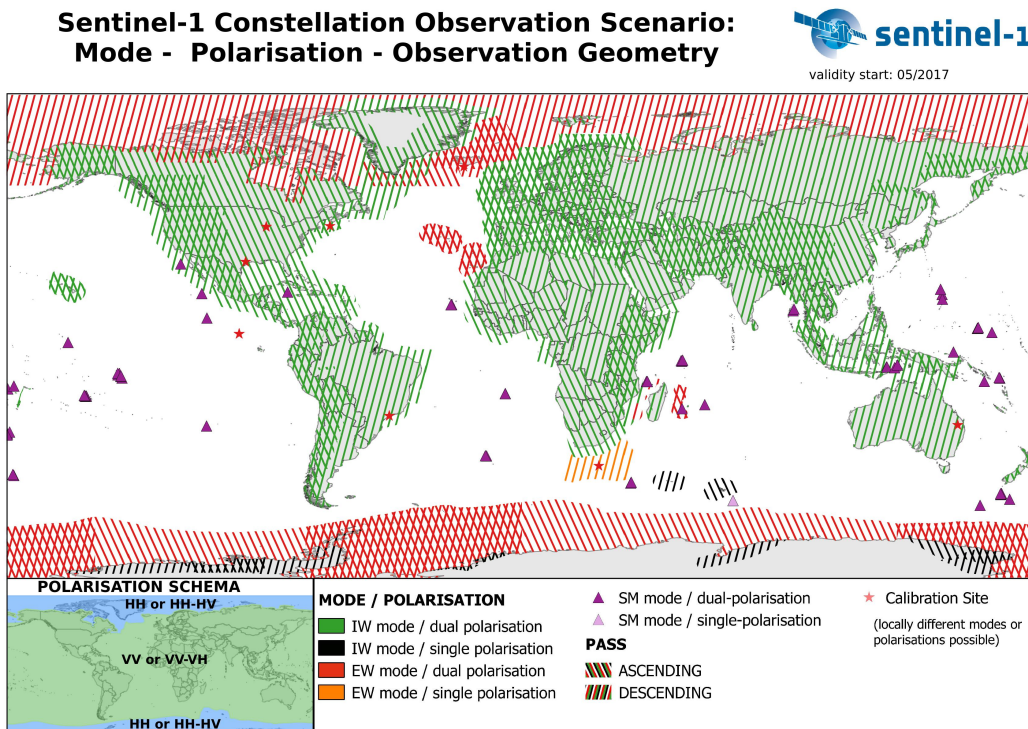 Sentinel-1 Constellation Observation Scenario:
Mode - Polarisation - Observation Geometry
sentinel-1
validity start: 05/2017
POLARISATION SCHEMA
HH or HH-HV
VV or VV-VH
HH or HH-HV
MODE / POLARISATION
IW mode / dual polarisation
IW mode / single polarisation
EW mode / dual polarisation
EW mode / single polarisation
SM mode / dual-polarisation
SM mode / single-polarisation
PASS
ASCENDING
DESCENDING
Calibration Site
(locally different modes or
polarisations possible)